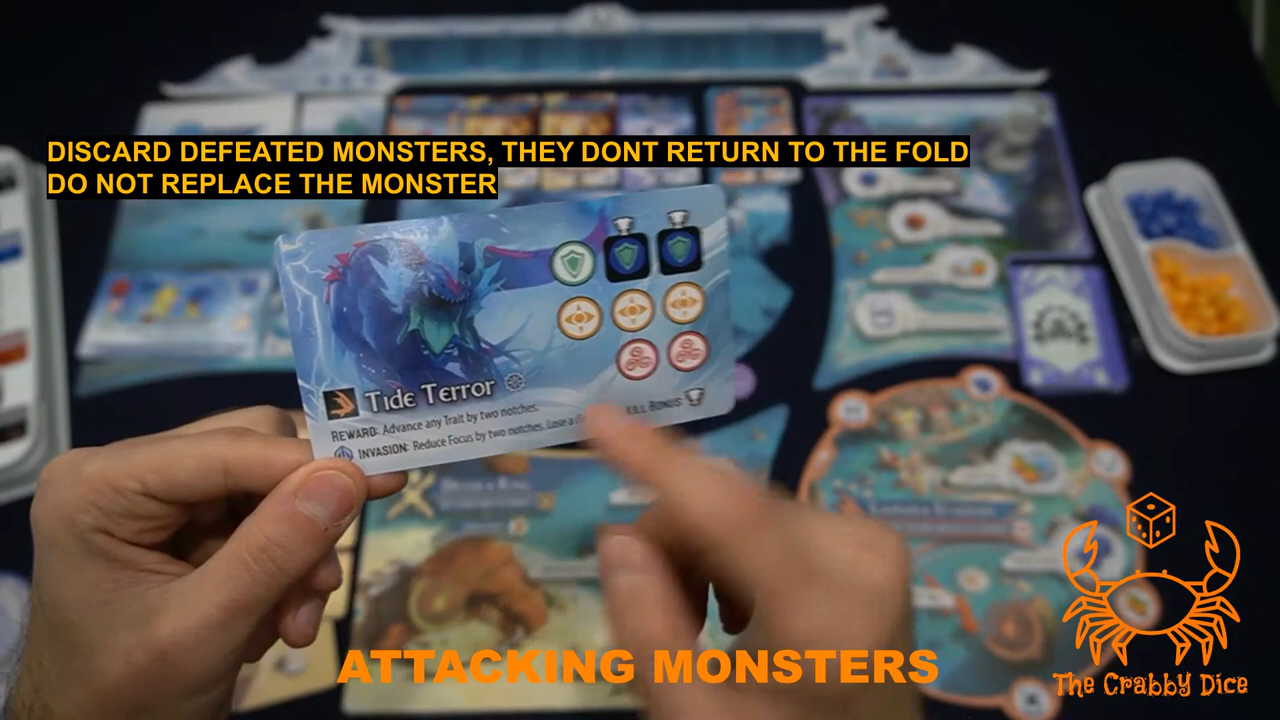 DISCARD DEFEATED MONSTERS, THEY DONT RETURN TO THE FOLD
DO NOT REPLACE THE MONSTER
Tide Terror
REWARD: Advance any Trait by two notches.
INVASION: Reduce Focus by two notches. Lose a
KILL BONUS:
ATTACKING MONSTERS
The Crabby Dice